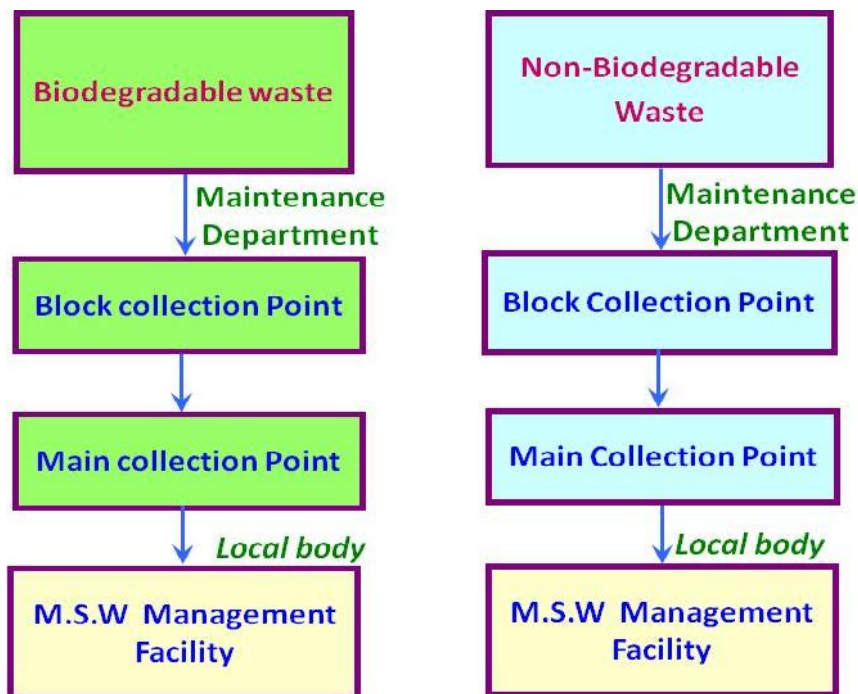 Biodegradable waste
Maintenance
Department
Block collection Point
Main collection Point
Local body
M.S.W Management
Facility
Non-Biodegradable
Waste
Maintenance
Department
Block Collection Point
Main Collection Point
Local body
M.S.W Management
Facility